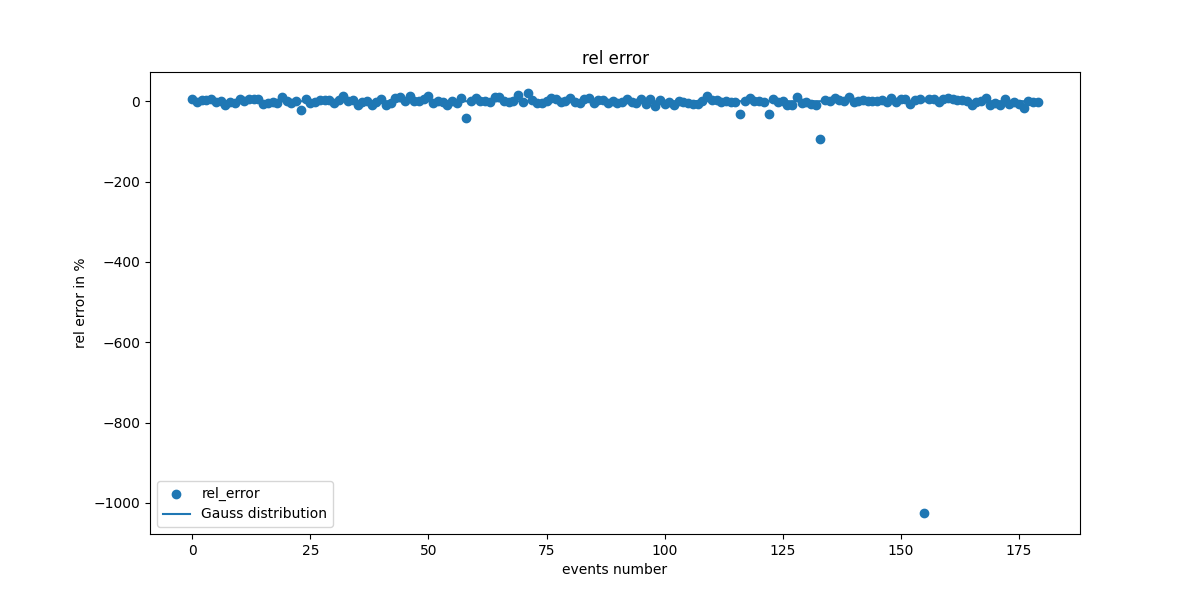 rel error
0
−200
−400
−600
−800
−1000
rel error in %
rel_error
Gauss distribution
0 25 50 75 100 125 150 175
events number